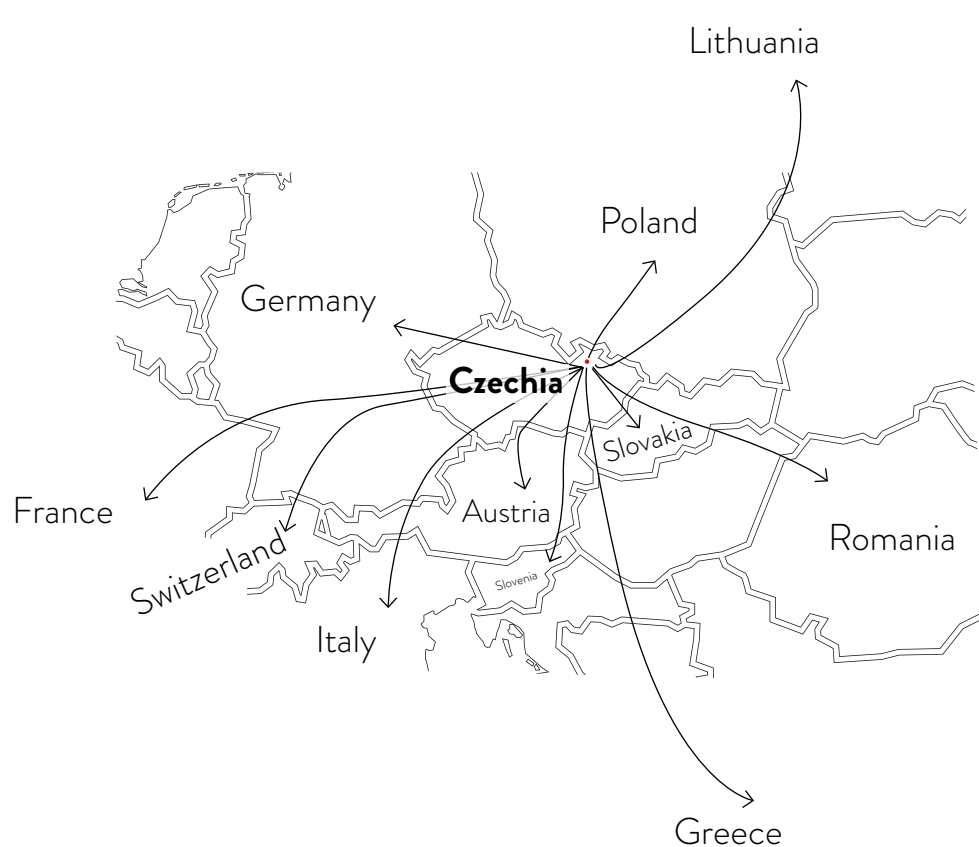 Lithuania
Poland
Germany
Czechia
Slovakia
France
Austria
Romania
Switzerland
Slovenia
Italy
Greece